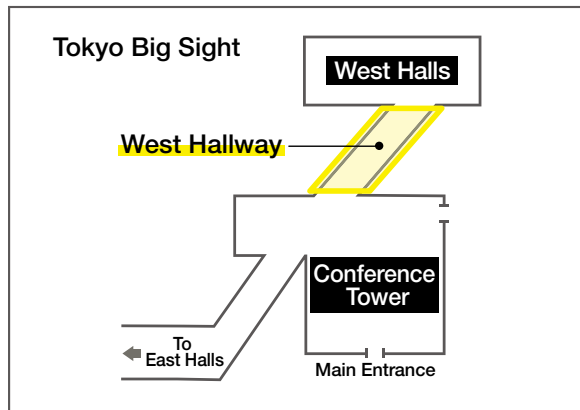 Tokyo Big Sight
West Halls
West Hallway
Conference
Tower
To
East Halls
Main Entrance